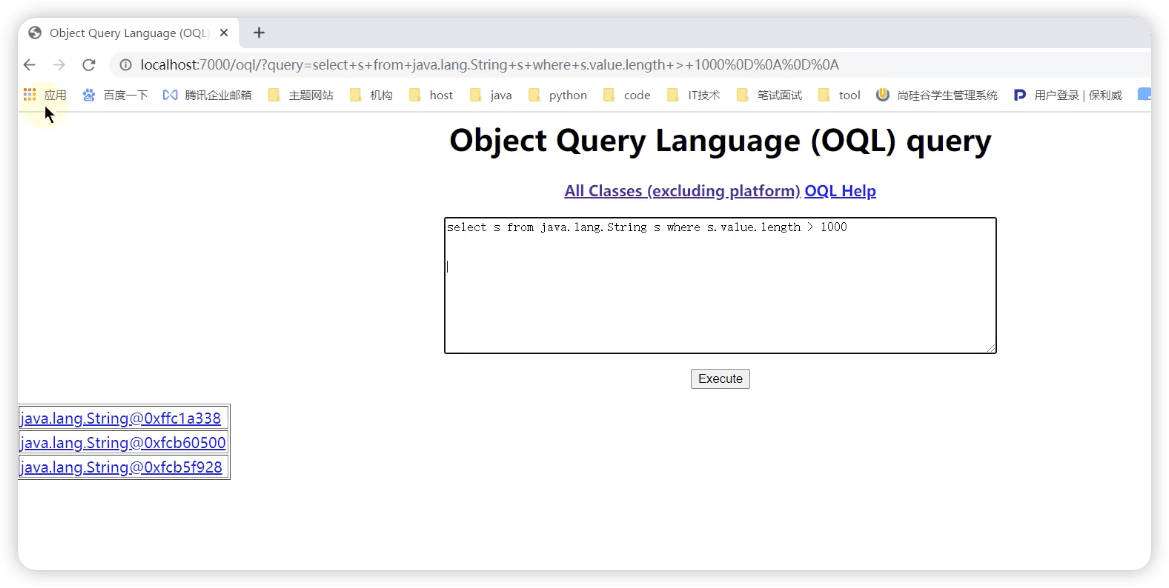 Object Query Language (OQL)
localhost:7000/oql/?query=select+s+from+java.lang.String+s+where+s.value.length+>+1000%0D%0A%0D%0A
应用 百度一下 腾讯企业邮箱 主题网站 机构 host java python code IT技术 笔试面试 tool 尚硅谷学生管理系统 用户登录 | 保利威
Object Query Language (OQL) query
All Classes (excluding platform) OQL Help
select s from java.lang.String s where s.value.length > 1000
Execute
java.lang.String@0xffc1a338
java.lang.String@0xfcb60500
java.lang.String@0xfcb5f928